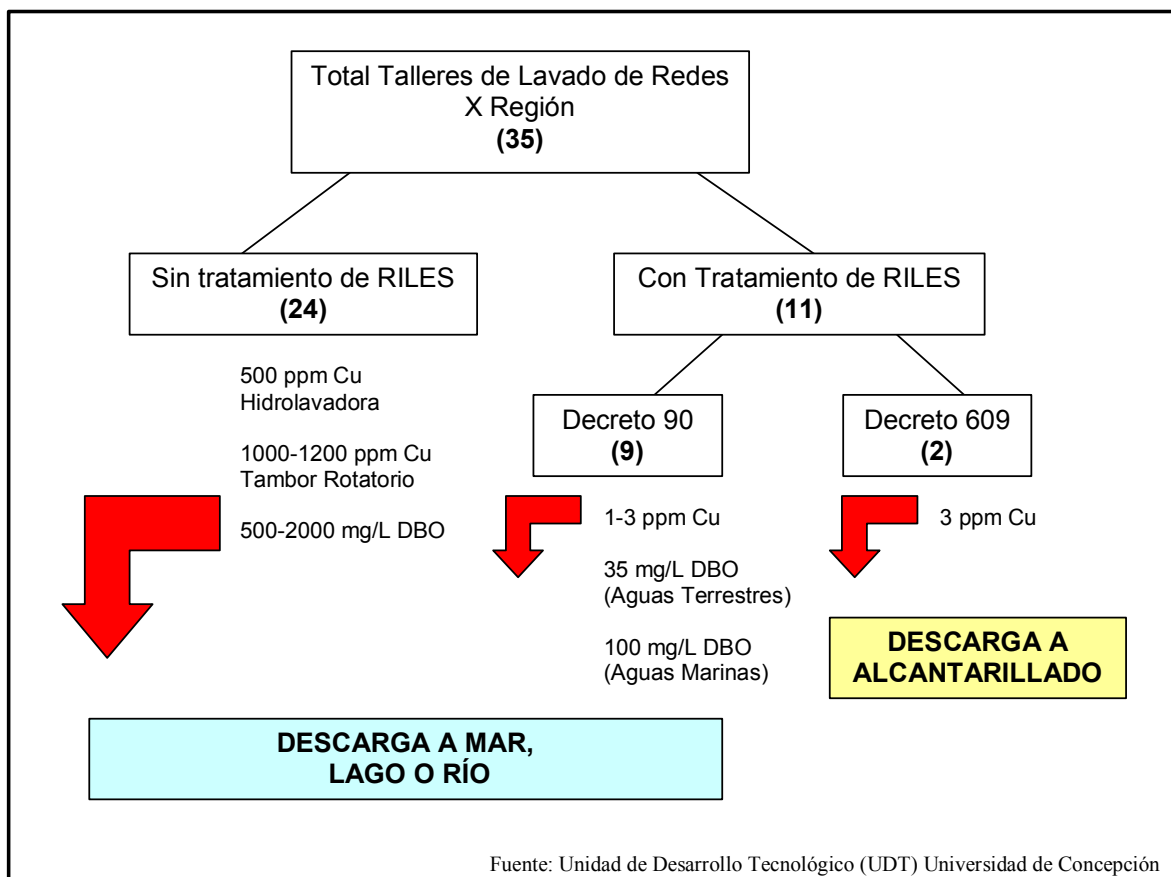 Total Talleres de Lavado de Redes
X Región
(35)
Sin tratamiento de RILES
(24)
Con Tratamiento de RILES
(11)
500 ppm Cu
Hidrolavadora
1000-1200 ppm Cu
Tambor Rotatorio
500-2000 mg/L DBO
Decreto 90
(9)
Decreto 609
(2)
1-3 ppm Cu
35 mg/L DBO
(Aguas Terrestres)
100 mg/L DBO
(Aguas Marinas)
3 ppm Cu
DESCARGA A
ALCANTARILLADO
DESCARGA A MAR,
LAGO O RÍO
Fuente: Unidad de Desarrollo Tecnológico (UDT) Universidad de Concepción